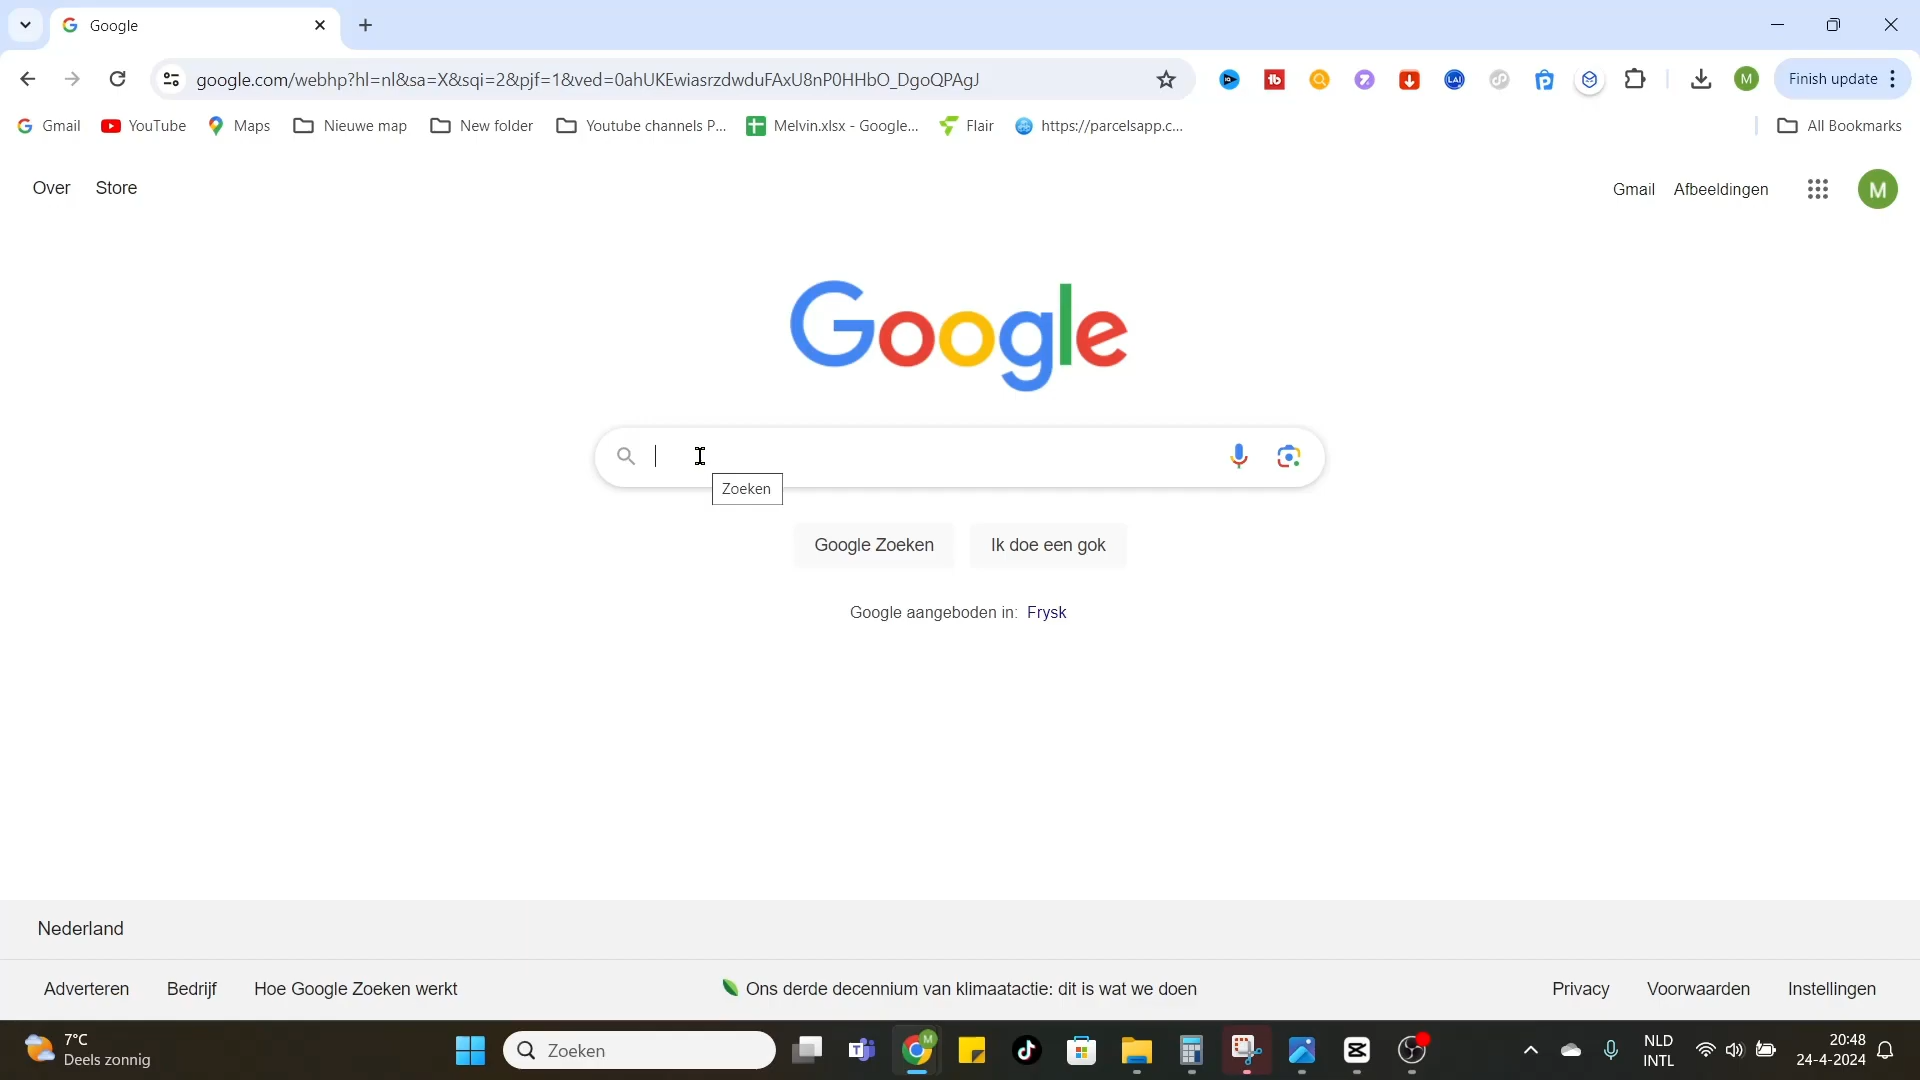 Google
google.com/webhp?hl=nl&sa=X&sqi=2&pjf=1&ved=0ahUKEwiasrzdwduFAxU8nP0HHbO_DgoQPAgJ
M
Finish update
Gmail
YouTube
Maps
Nieuwe map
New folder
Youtube channels P...
Melvin.xlsx - Google...
Flair
https://parcelsapp.c...
All Bookmarks
Over
Store
Gmail
Afbeeldingen
M
Google
Zoeken
Google Zoeken
Ik doe een gok
Google aangeboden in: Frysk
Nederland
Adverteren
Bedrijf
Hoe Google Zoeken werkt
Ons derde decennium van klimaatactie: dit is wat we doen
Privacy
Voorwaarden
Instellingen
7°C
Deels zonnig
Zoeken
NLD
INTL
20:48
24-4-2024